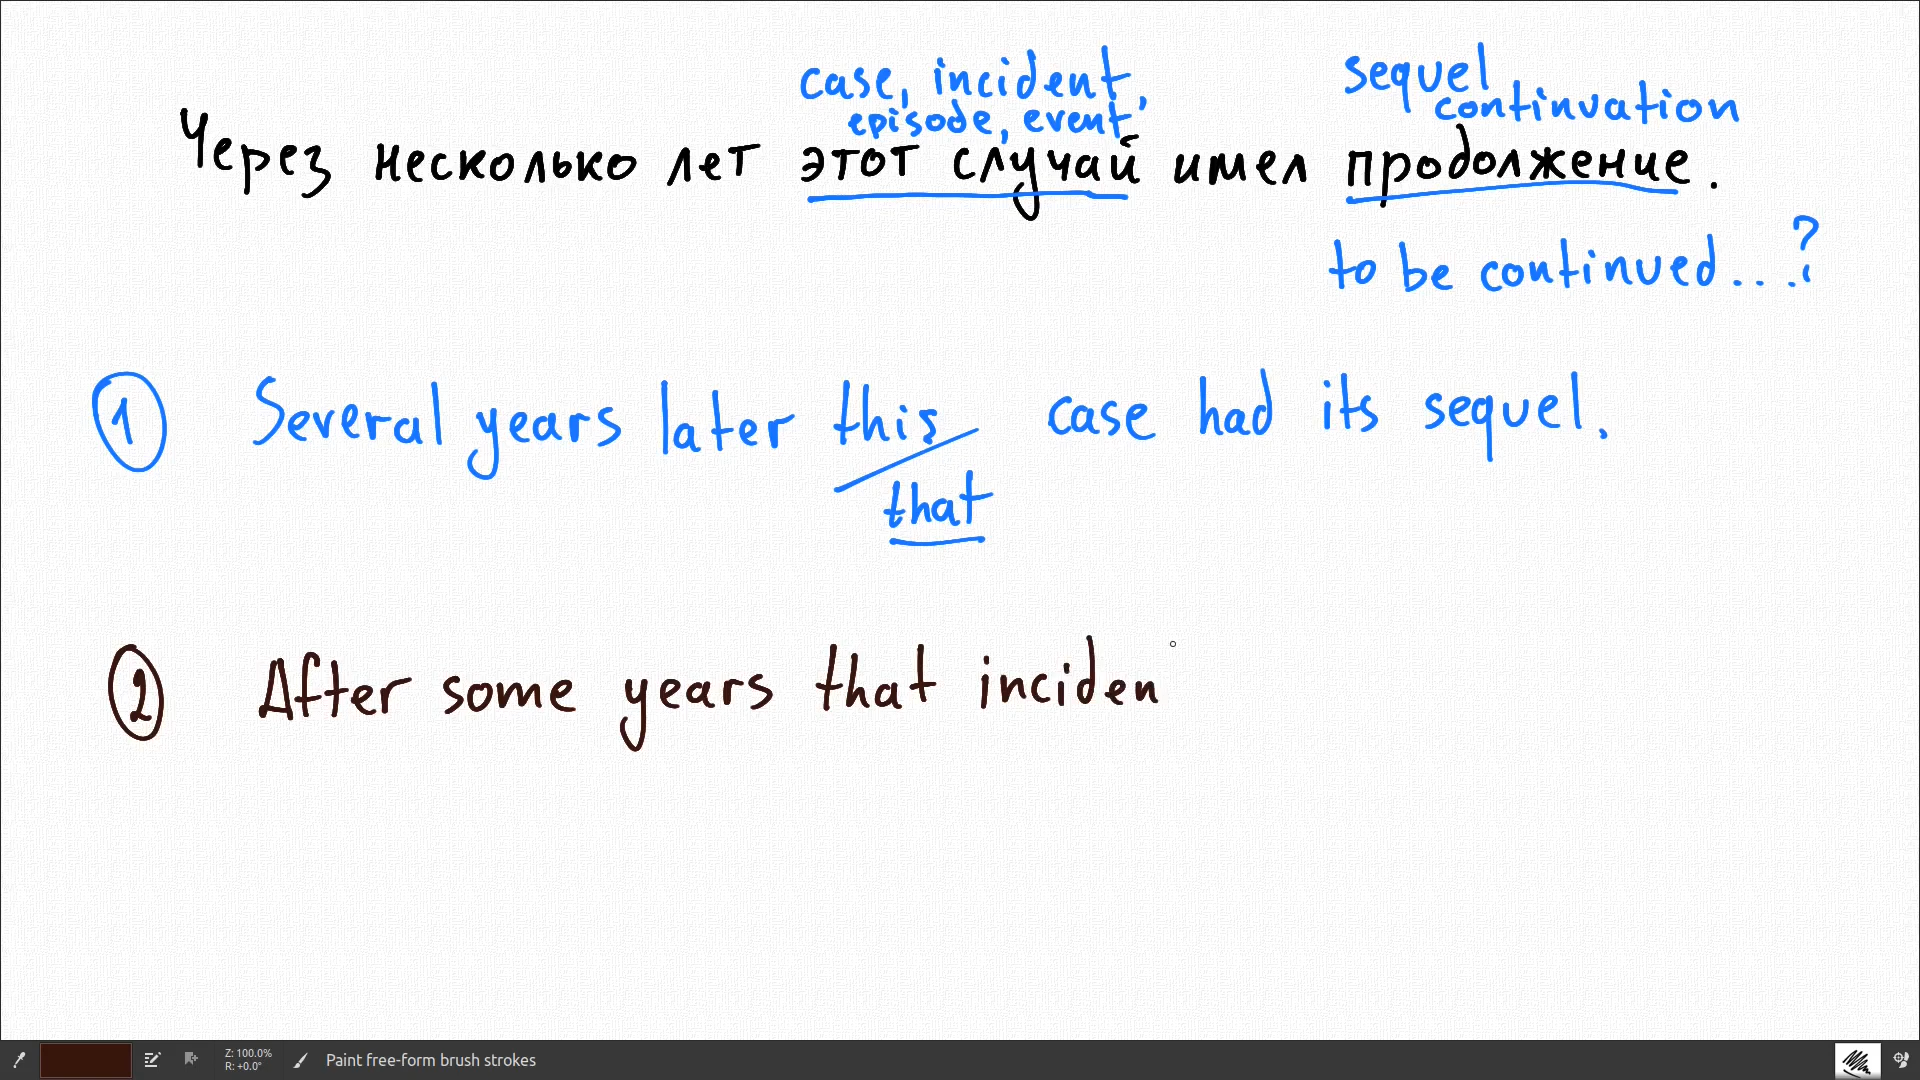 case, incident,
episode, event
sequel
continuation
Через несколько лет этот случай имел продолжение.
to be continued...?
1 Several years later this case had its sequel.
that
2 After some years that inciden
Z: 100.0%
R: +0.0°
Paint free-form brush strokes